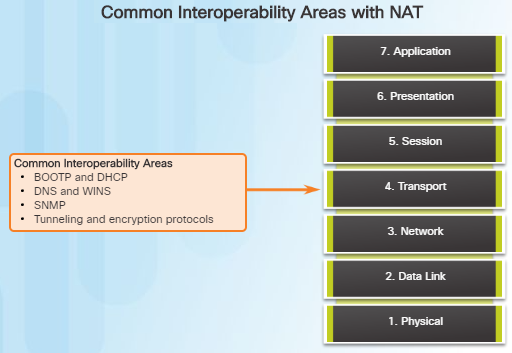 Common Interoperability Areas with NAT
Common Interoperability Areas
• BOOTP and DHCP
• DNS and WINS
• SNMP
• Tunneling and encryption protocols
7. Application
6. Presentation
5. Session
4. Transport
3. Network
2. Data Link
1. Physical